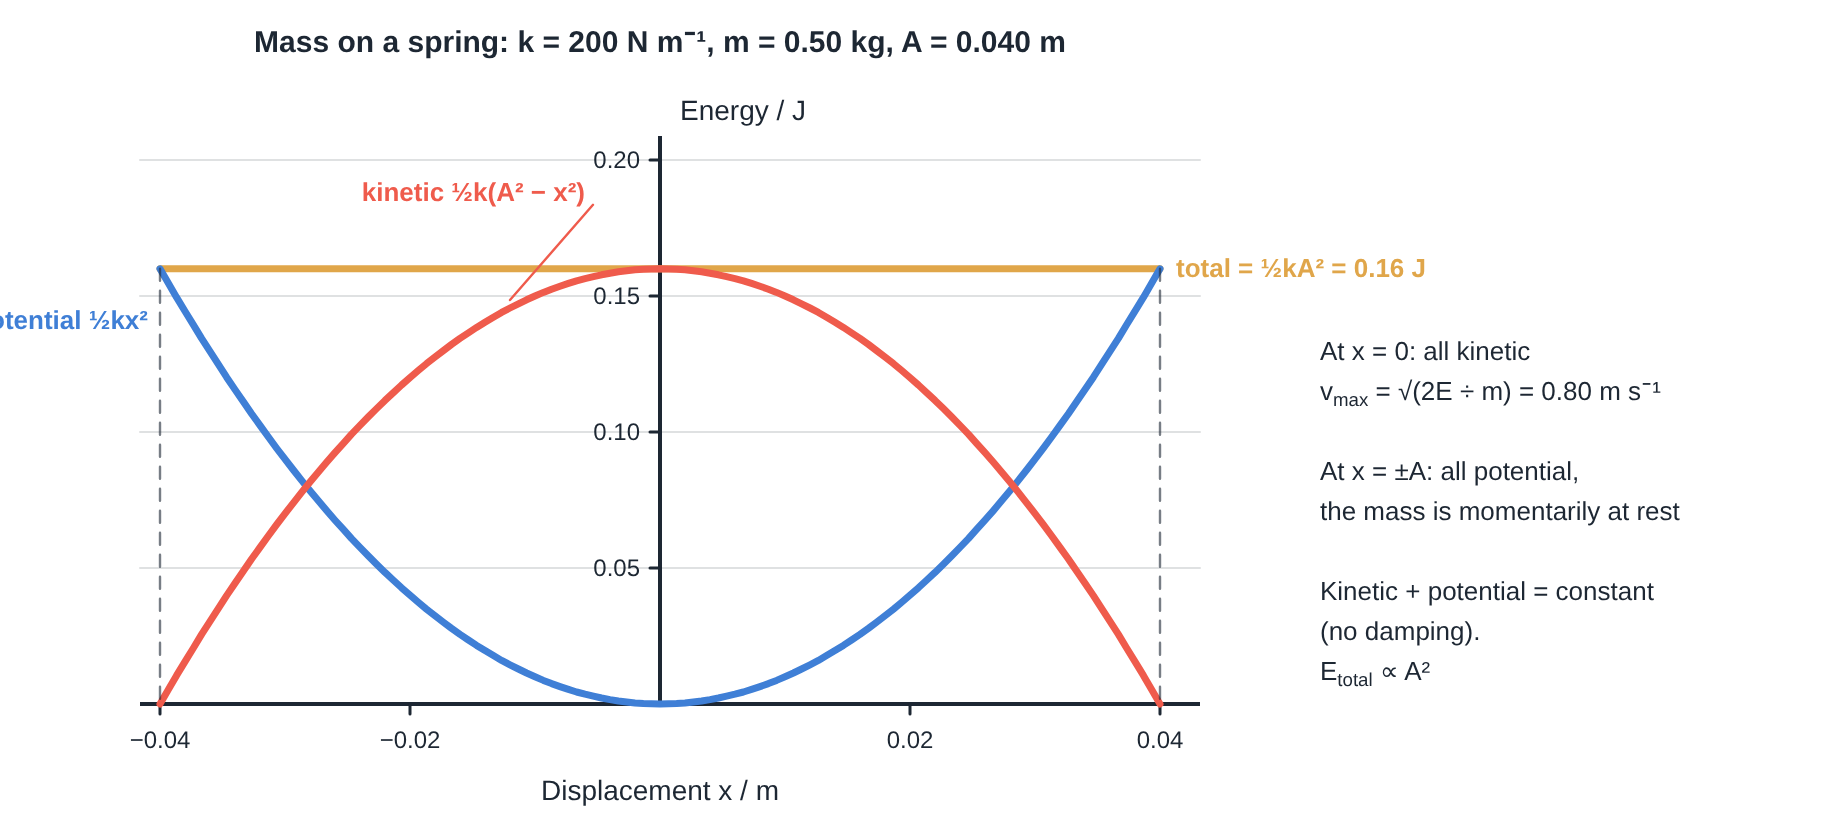 Mass on a spring: k = 200 N m⁻¹, m = 0.50 kg, A = 0.040 m
Energy / J
0.20
kinetic ½k(A² − x²)
total = ½kA² = 0.16 J
0.15
otential ½kx²
At x = 0: all kinetic
vmax = √(2E ÷ m) = 0.80 m s⁻¹
0.10
At x = ±A: all potential,
the mass is momentarily at rest
0.05
Kinetic + potential = constant
(no damping).
Etotal ∝ A²
−0.04
−0.02
0.02
0.04
Displacement x / m